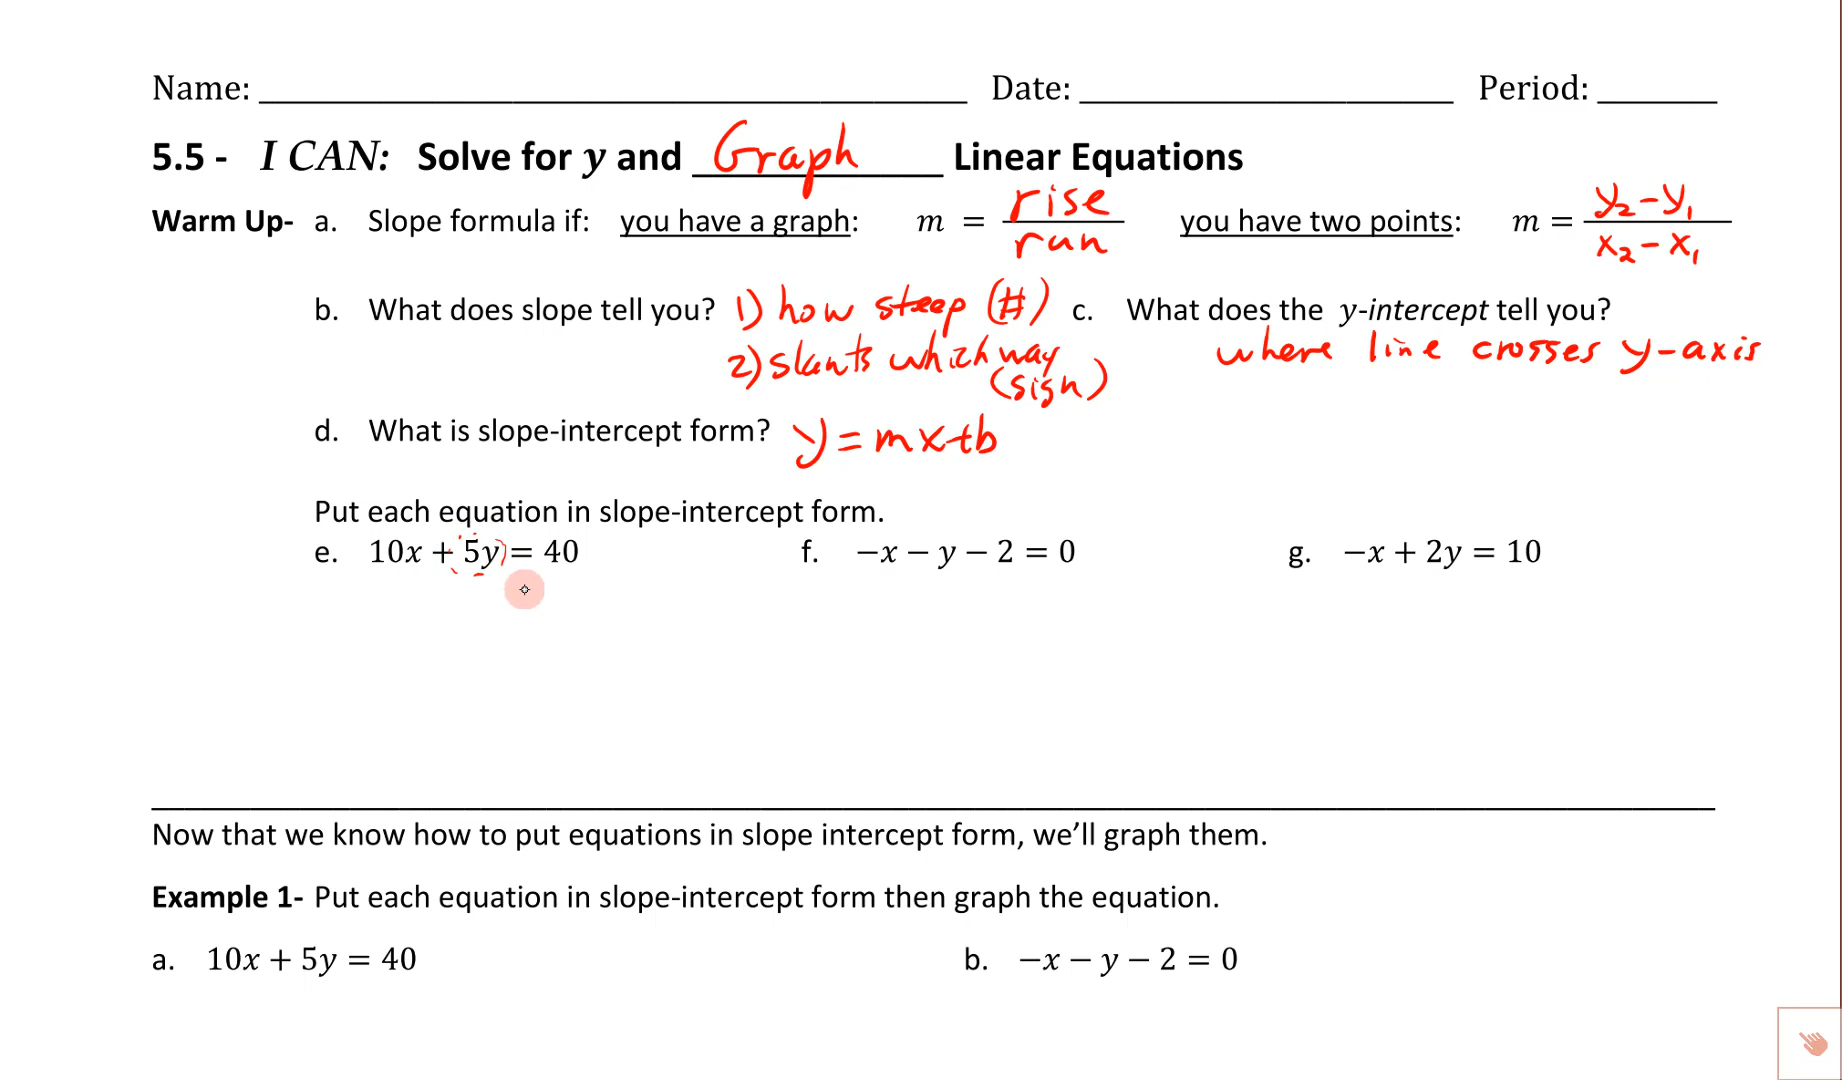 Name: ________ Date: ________ Period: ________
5.5 - I CAN: Solve for y and Graph Linear Equations
Warm Up- a. Slope formula if: you have a graph: m = rise/run you have two points: m = (y₂-y₁)/(x₂-x₁)
b. What does slope tell you? 1) how steep (#) c. What does the y-intercept tell you?
2) slants which way (sign) where line crosses y-axis
d. What is slope-intercept form? y = mx+b
Put each equation in slope-intercept form.
e. 10x + 5y = 40 f. −x − y − 2 = 0 g. −x + 2y = 10
Now that we know how to put equations in slope intercept form, we’ll graph them.
Example 1- Put each equation in slope-intercept form then graph the equation.
a. 10x + 5y = 40 b. −x − y − 2 = 0